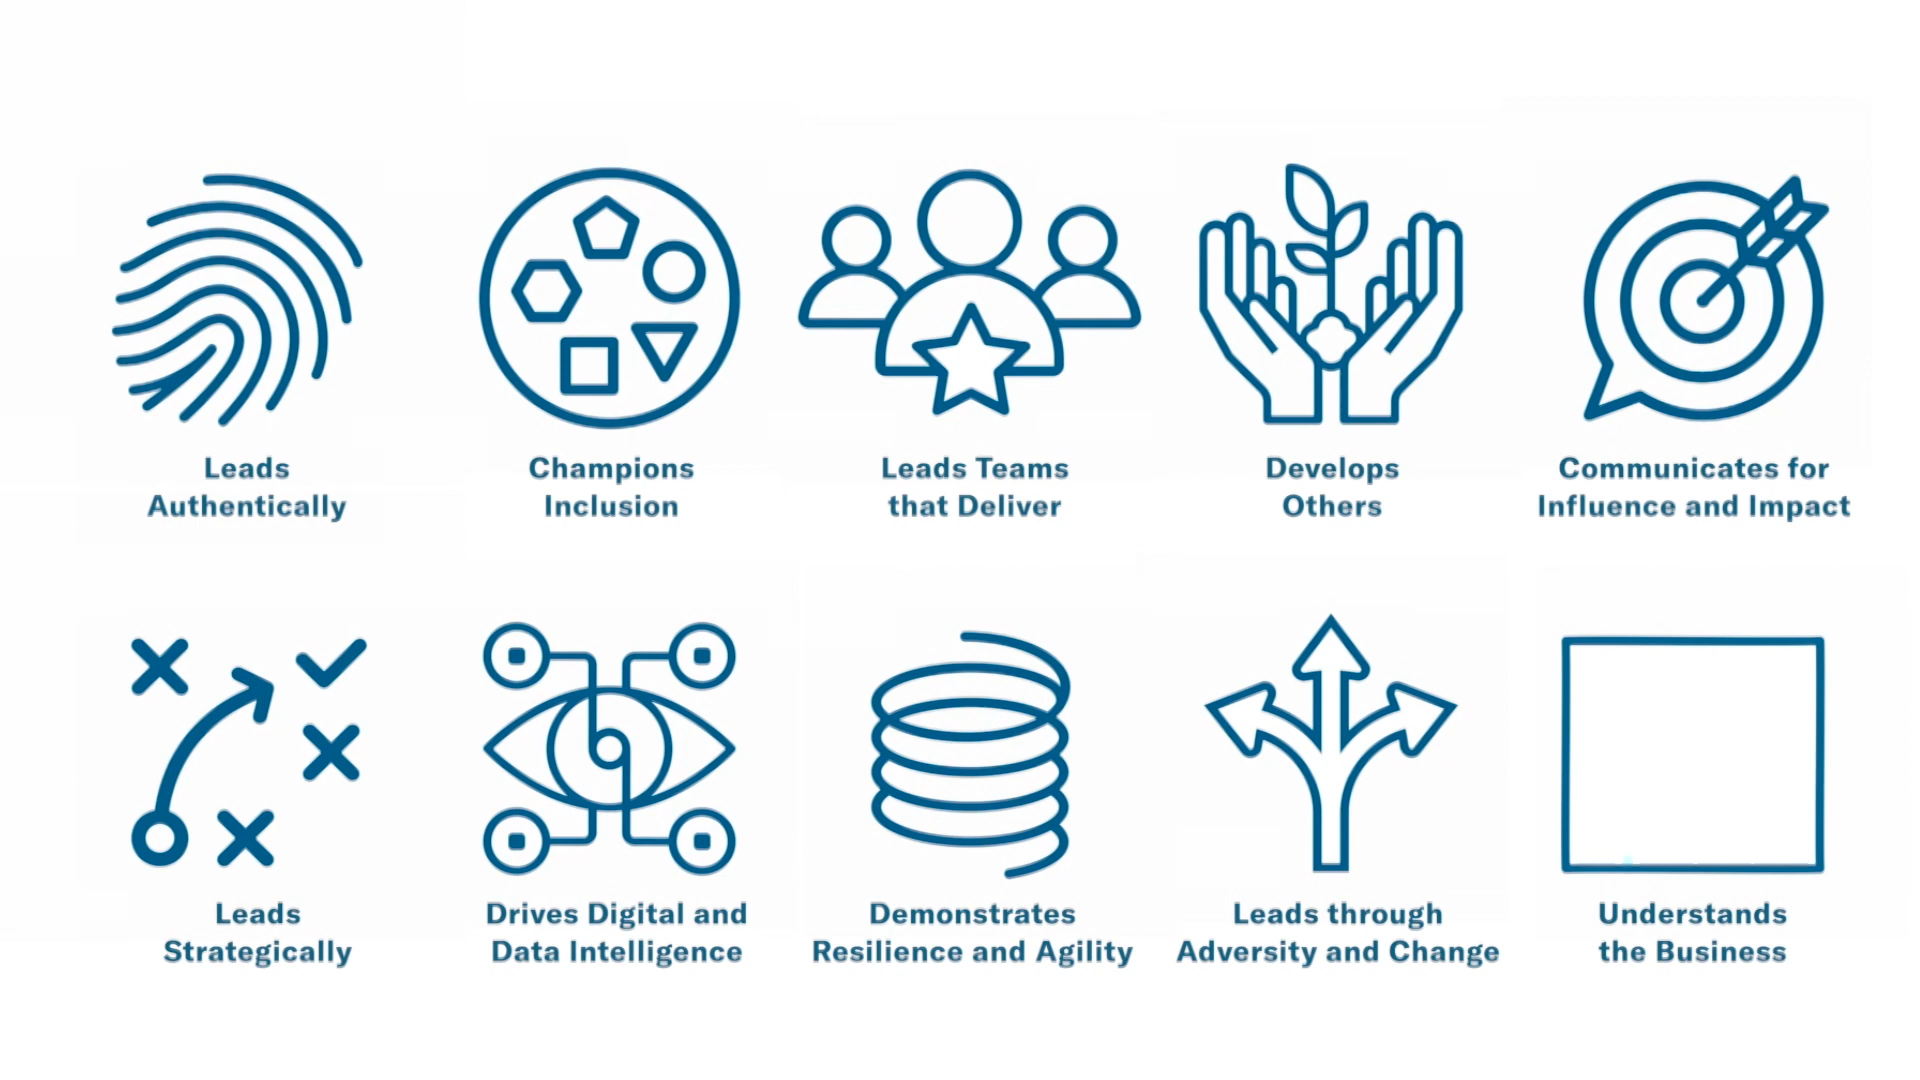 Leads
Authentically
Champions
Inclusion
Leads Teams
that Deliver
Develops
Others
Communicates for
Influence and Impact
Leads
Strategically
Drives Digital and
Data Intelligence
Demonstrates
Resilience and Agility
Leads through
Adversity and Change
Understands
the Business